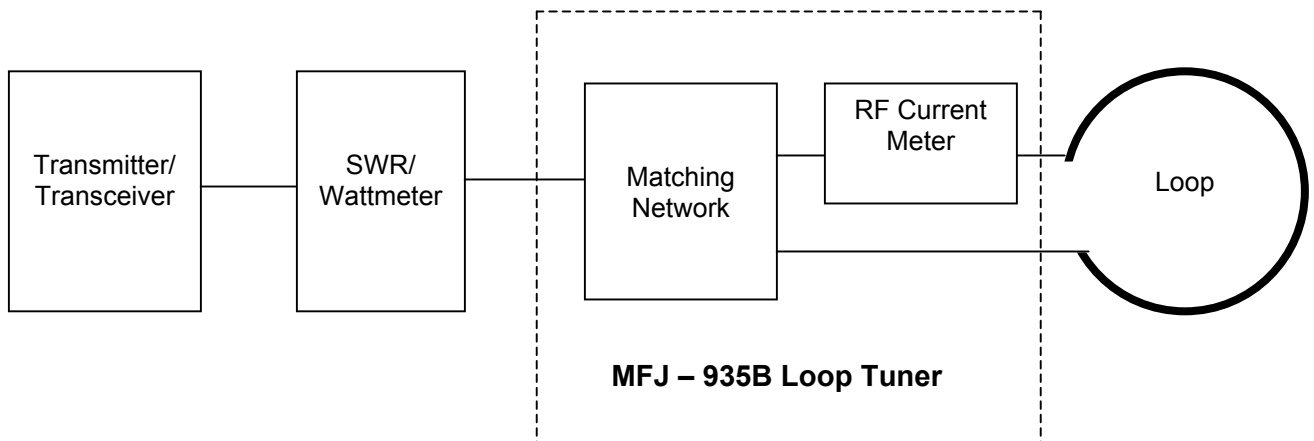 Transmitter/
Transceiver
SWR/
Wattmeter
Matching
Network
RF Current
Meter
Loop
MFJ – 935B Loop Tuner